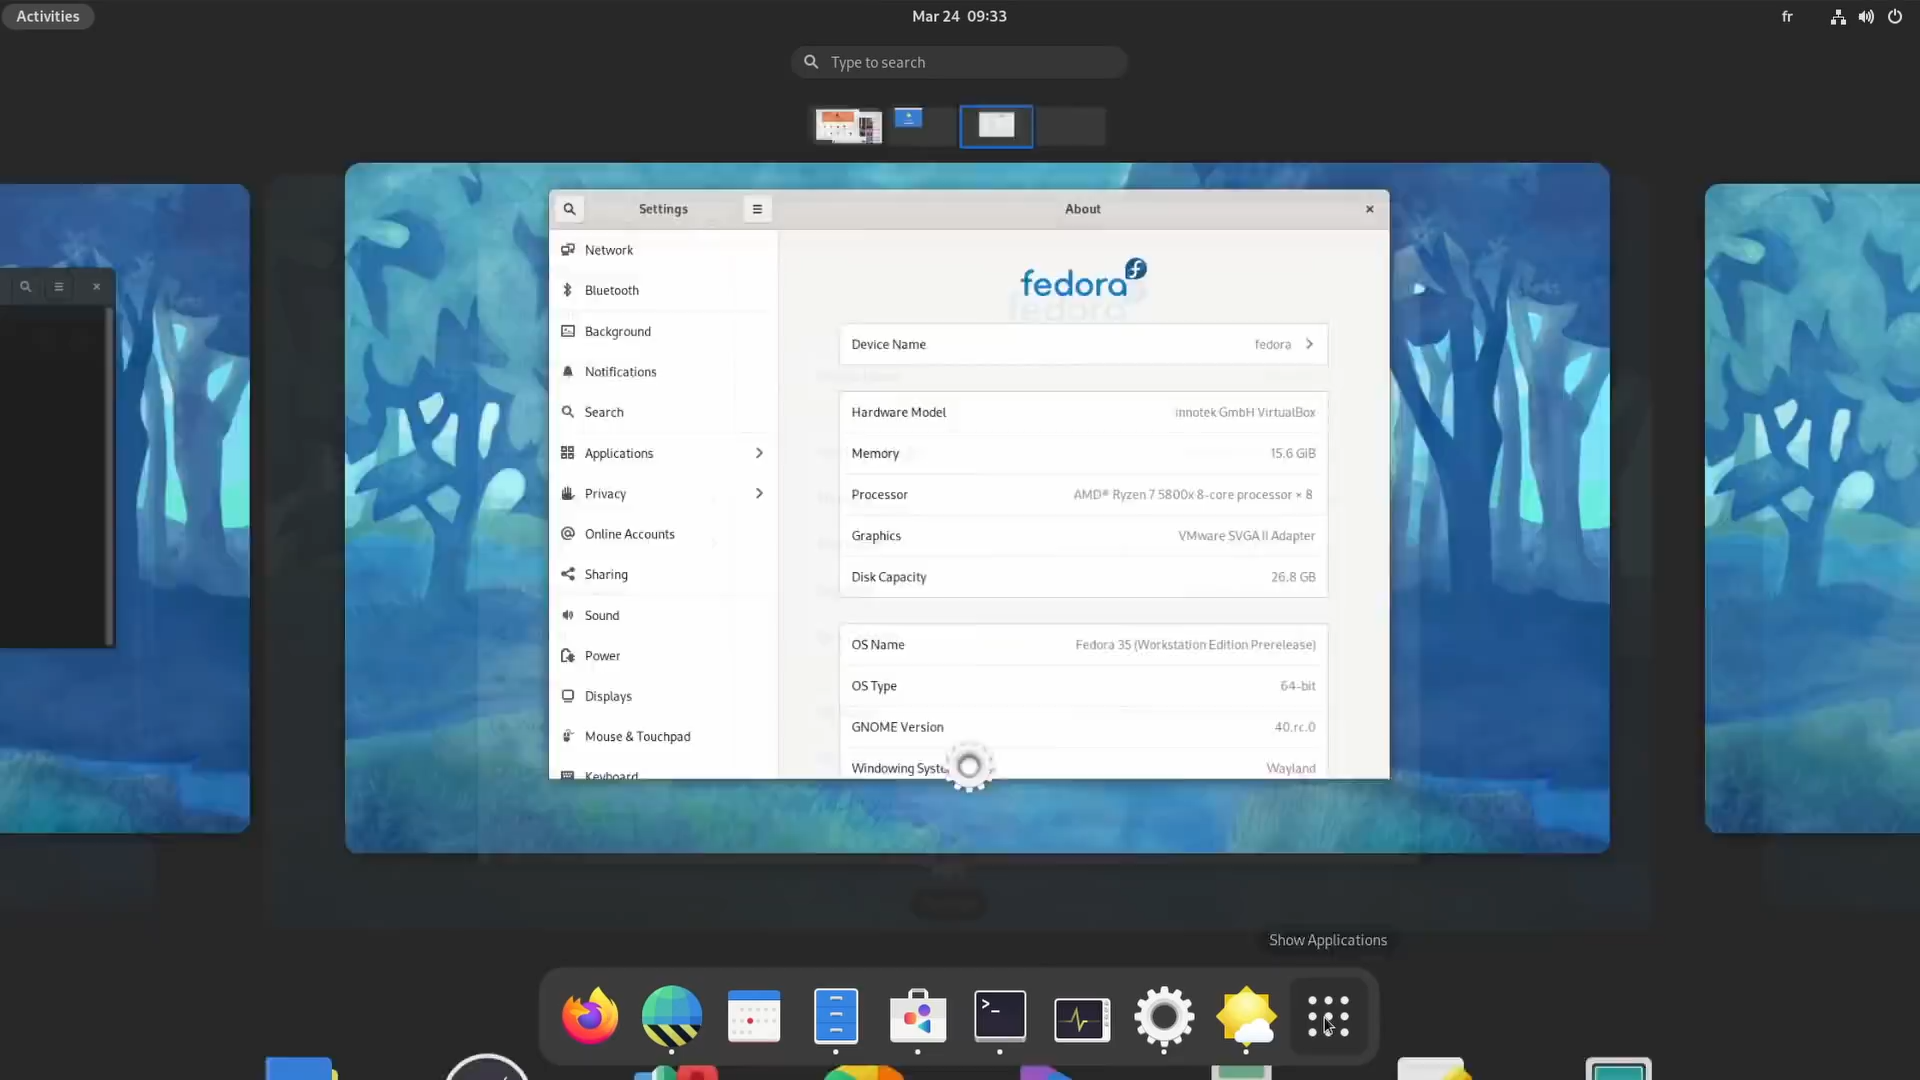 Activities
Mar 24 09:33
fr
Type to search
Settings
About
Network
Bluetooth
Background
Notifications
Search
Applications
Privacy
Online Accounts
Sharing
Sound
Power
Displays
Mouse & Touchpad
Keyboard
fedora
Device Name fedora
Hardware Model innotek GmbH VirtualBox
Memory 15.6 GiB
Processor AMD® Ryzen 7 5800x 8-core processor × 8
Graphics VMware SVGA II Adapter
Disk Capacity 26.8 GB
OS Name Fedora 35 (Workstation Edition Prerelease)
OS Type 64-bit
GNOME Version 40.rc.0
Windowing Wayland
Show Applications